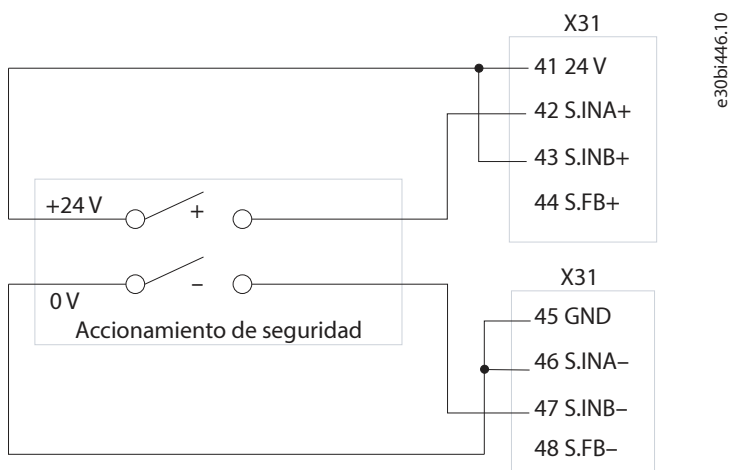 X31
41 24 V
42 S.INA+
43 S.INB+
44 S.FB+
+24 V
+
–
0 V
Accionamiento de seguridad
X31
45 GND
46 S.INA–
47 S.INB–
48 S.FB–
e30bi446.10